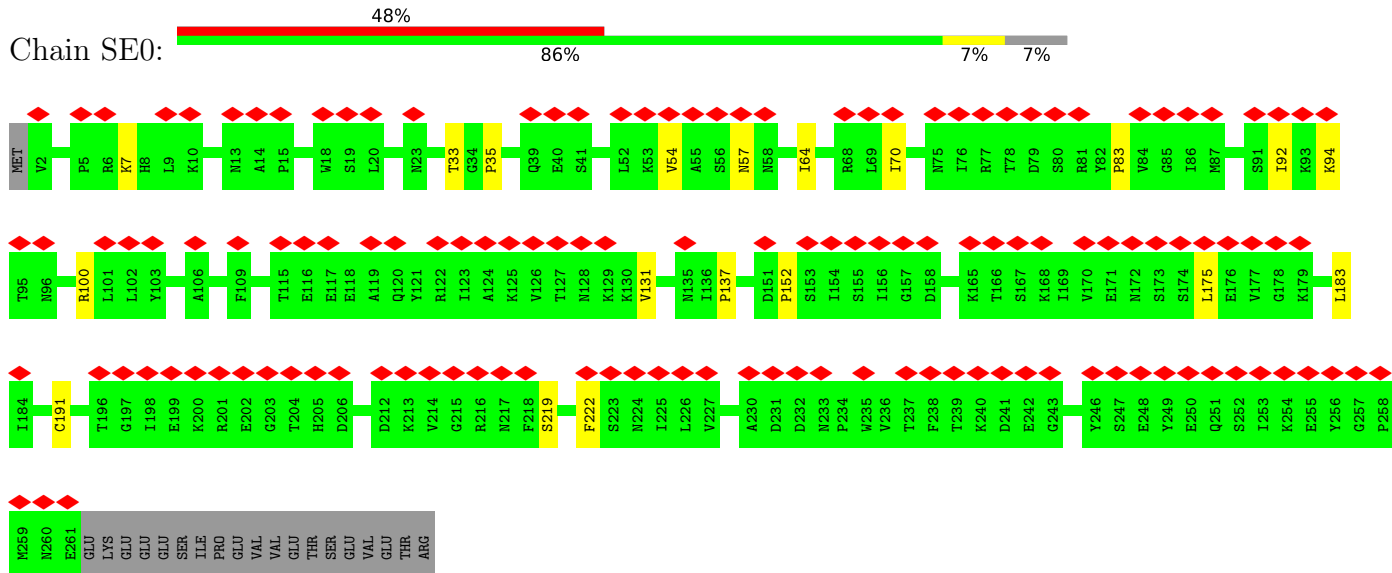 48%
Chain SE0:
86% 7% 7%
MET V2 P5 R6 K7 H8 L9 K10 N13 A14 P15 W18 S19 L20 N23 T33 G34 P35 Q39 E40 S41 L52 K53 V54 A55 S56 N57 N58 I64 R68 L69 I70 N75 I76 R77 T78 D79 S80 R81 Y82 P83 V84 G85 I86 M87 S91 I92 K93 K94
T95 N96 R100 L101 L102 Y103 A106 F109 T115 E116 E117 E118 A119 Q120 Y121 R122 I123 A124 K125 V126 T127 N128 K129 K130 V131 N135 I136 P137 D151 P152 S153 I154 S155 I156 G157 D158 K165 T166 S167 K168 I169 V170 E171 N172 S173 S174 L175 E176 V177 G178 K179 L183
I184 C191 T196 G197 I198 E199 K200 R201 E202 G203 T204 H205 D206 D212 K213 V214 G215 R216 N217 F218 S219 F222 S223 N224 I225 L226 V227 A230 D231 D232 N233 P234 W235 V236 T237 F238 T239 K240 D241 E242 G243 Y246 S247 E248 Y249 E250 Q251 S252 I253 K254 E255 Y256 G257 P258
M259 N260 E261 GLU LYS GLU GLU GLU SER ILE PRO GLU VAL VAL GLU THR SER GLU VAL GLU THR ARG